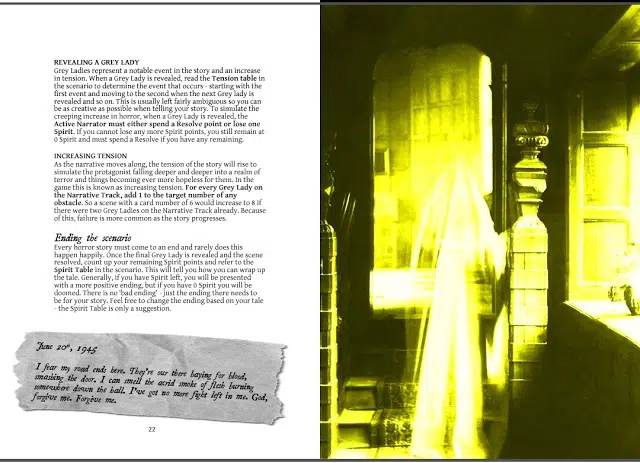 REVEALING A GREY LADY
Grey Ladies represent a notable event in the story and an increase
in tension. When a Grey Lady is revealed, read the Tension table in
the scenario to determine the event that occurs - starting with the
first event and moving to the second when the next Grey lady is
revealed and so on. This is usually left fairly ambiguous so you can
be as creative as possible when telling your story. To simulate the
creeping increase in horror, when a Grey Lady is revealed, the
Active Narrator must either spend a Resolve point or lose one
Spirit. If you cannot lose any more Spirit points, you still remain at
0 Spirit and must spend a Resolve if you have any remaining.
INCREASING TENSION
As the narrative moves along, the tension of the story will rise to
simulate the protagonist falling deeper and deeper into a realm of
terror and things becoming ever more hopeless for them. In the
game this is known as increasing tension. For every Grey Lady on
the Narrative Track, add 1 to the target number of any
obstacle. So a scene with a card number of 6 would increase to 8 if
there were two Grey Ladies on the Narrative Track already. Because
of this, failure is more common as the story progresses.
Ending the scenario
Every horror story must come to an end and rarely does this
happen happily. Once the final Grey Lady is revealed and the scene
resolved, count up your remaining Spirit points and refer to the
Spirit Table in the scenario. This will tell you how you can wrap up
the tale. Generally, if you have Spirit left, you will be presented
with a more positive ending, but if you have 0 Spirit you will be
doomed. There is no 'bad ending' - just the ending there needs to
be for your story. Feel free to change the ending based on your tale
- the Spirit Table is only a suggestion.
June 20th, 1945
I fear my road ends here. They're our there baying for blood,
smashing the door. I can smell the acrid smoke of flesh burning
somewhere down the hall. I've got no more fight left in me. God,
forgive me. Forgive me.
22